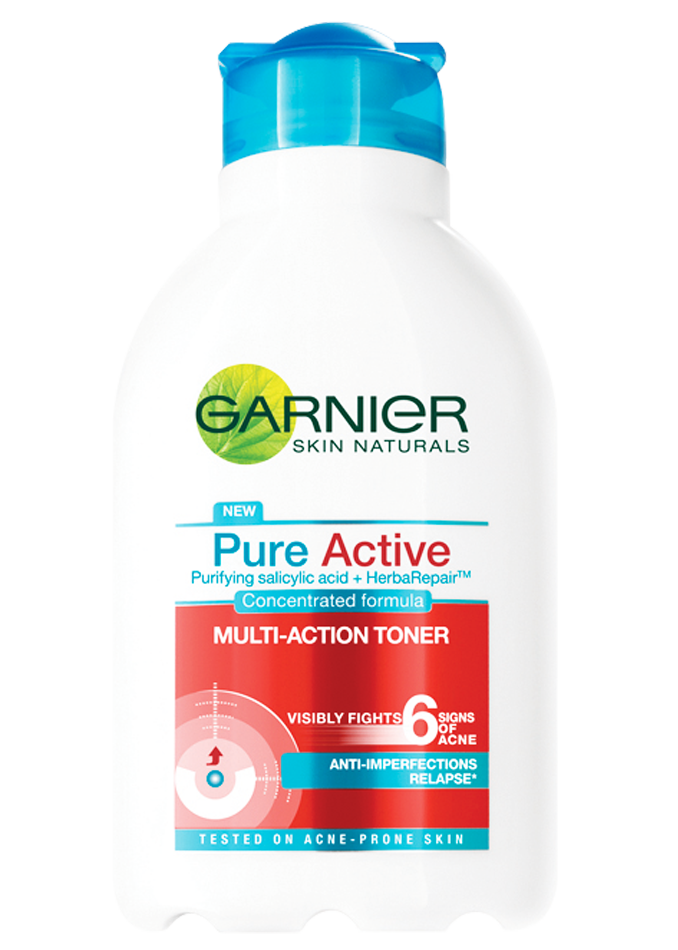 GARNIER
SKIN NATURALS
NEW
Pure Active
Purifying salicylic acid + HerbaRepair™
Concentrated formula
MULTI-ACTION TONER
VISIBLY FIGHTS 6 SIGNS
OF
ACNE
ANTI-IMPERFECTIONS
RELAPSE*
TESTED ON ACNE-PRONE SKIN